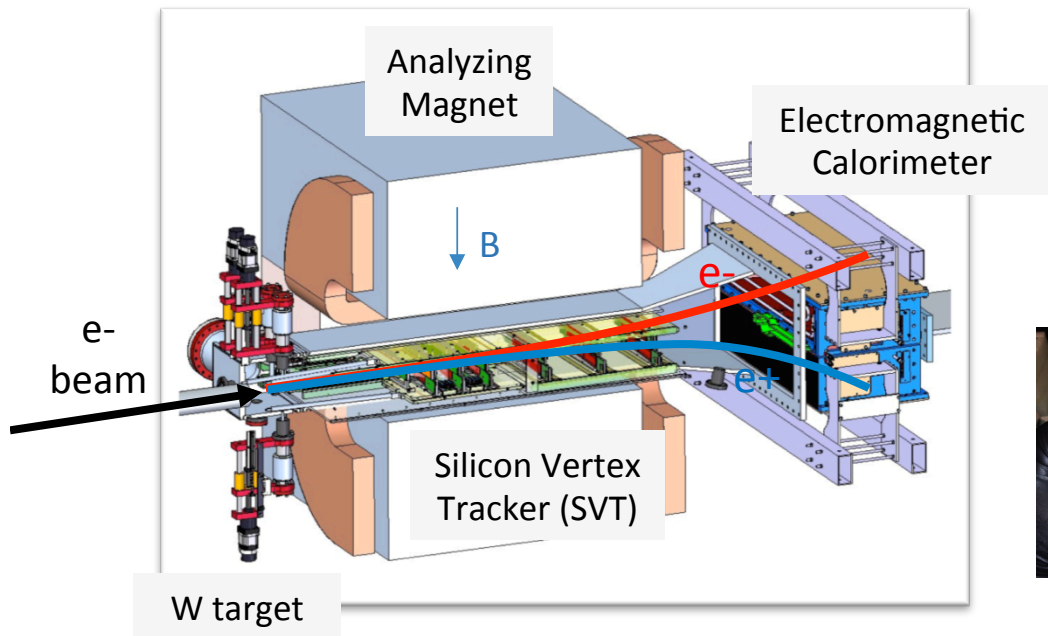 Analyzing
Magnet
Electromagnetic
Calorimeter
B
e-
e-
beam
e+
Silicon Vertex
Tracker (SVT)
W target